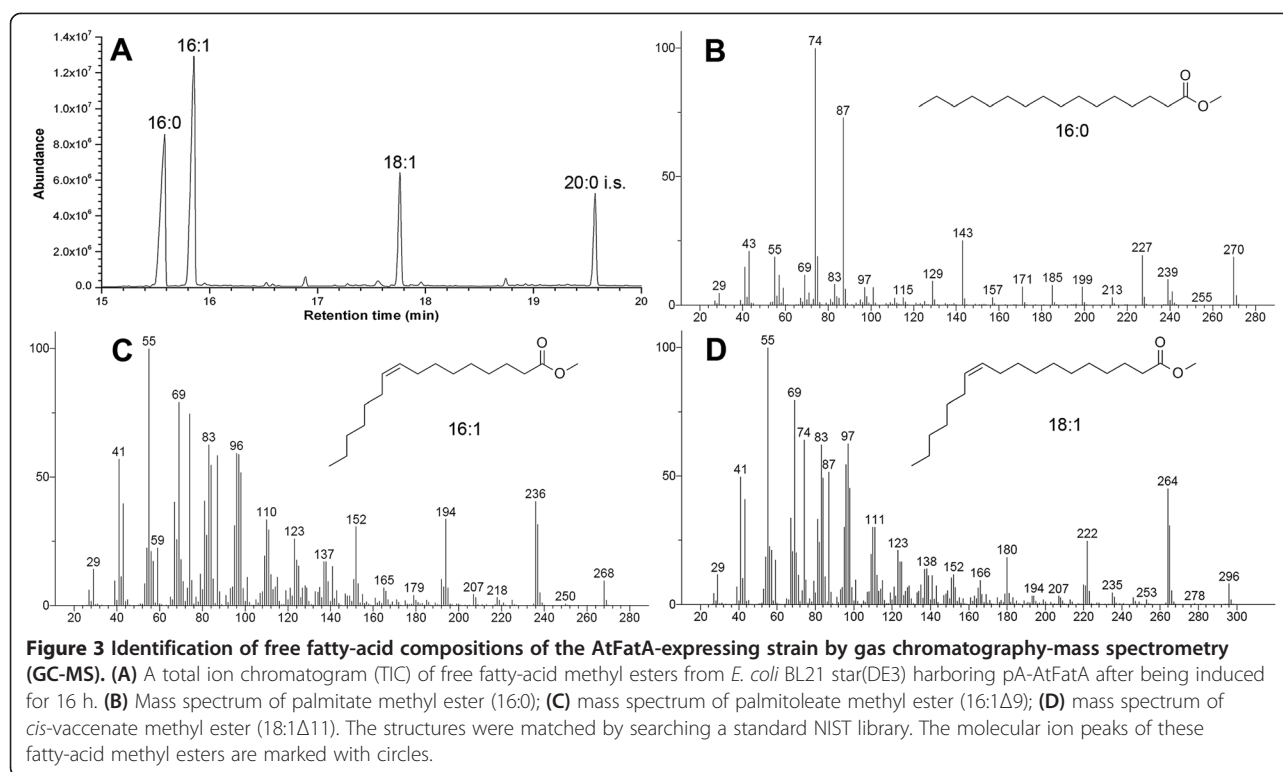 A
16:1
16:0
18:1
20:0 i.s.
1.4x10⁷
1.2x10⁷
1.0x10⁷
8.0x10⁶
6.0x10⁶
4.0x10⁶
2.0x10⁶
0.0
Abundance
15 16 17 18 19 20
Retention time (min)
B
100
50
0
74
87
43
55
29
69
83
97
115
129
143
157
171
185
199
213
227
239
255
270
O
O
16:0
20 40 60 80 100 120 140 160 180 200 220 240 260 280
C
100
50
0
55
69
83
96
41
59
29
110
123
137
152
165
179
194
207
218
236
250
268
O
O
16:1
20 40 60 80 100 120 140 160 180 200 220 240 260 280
D
100
50
0
55
69
74
83
87
97
41
29
111
123
138
152
166
180
194
207
222
235
253
264
278
296
O
O
18:1
20 40 60 80 100 120 140 160 180 200 220 240 260 280 300
Figure 3 Identification of free fatty-acid compositions of the AtFatA-expressing strain by gas chromatography-mass spectrometry
(GC-MS). (A) A total ion chromatogram (TIC) of free fatty-acid methyl esters from E. coli BL21 star(DE3) harboring pA-AtFatA after being induced
for 16 h. (B) Mass spectrum of palmitate methyl ester (16:0); (C) mass spectrum of palmitoleate methyl ester (16:1Δ9); (D) mass spectrum of
cis-vaccenate methyl ester (18:1Δ11). The structures were matched by searching a standard NIST library. The molecular ion peaks of these
fatty-acid methyl esters are marked with circles.